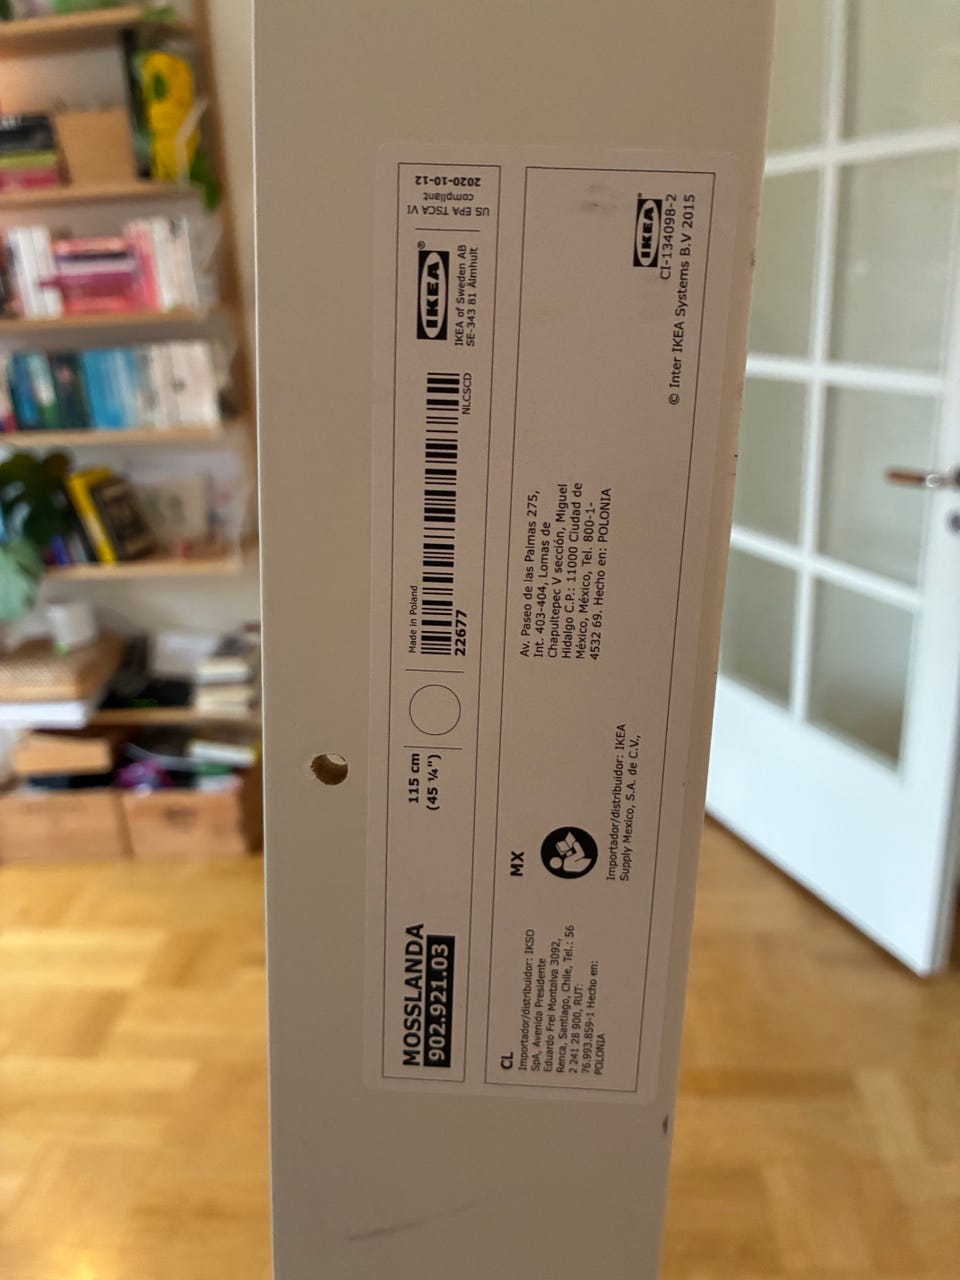 MOSSLANDA
902.921.03
115 cm
(45 ¼")
Made in Poland
22677
NLCSCD
IKEA®
IKEA of Sweden AB
SE-343 81 Älmhult
US EPA TSCA VI
compliant
2020-10-12
CL
Importador/distribuidor: IKSO
SpA, Avenida Presidente
Eduardo Frei Montalva 3092,
Renca, Santiago, Chile, Tel.: 56
2 241 28 900, RUT:
76.993.859-1 Hecho en:
POLONIA
MX
Importador/distribuidor: IKEA
Supply Mexico, S.A. de C.V.,
Av. Paseo de las Palmas 275,
Int. 403-404, Lomas de
Chapultepec V sección, Miguel
Hidalgo C.P.: 11000 Ciudad de
México, México, Tel. 800-1-
4532 69. Hecho en: POLONIA
IKEA®
CI-134098-2
© Inter IKEA Systems B.V 2015